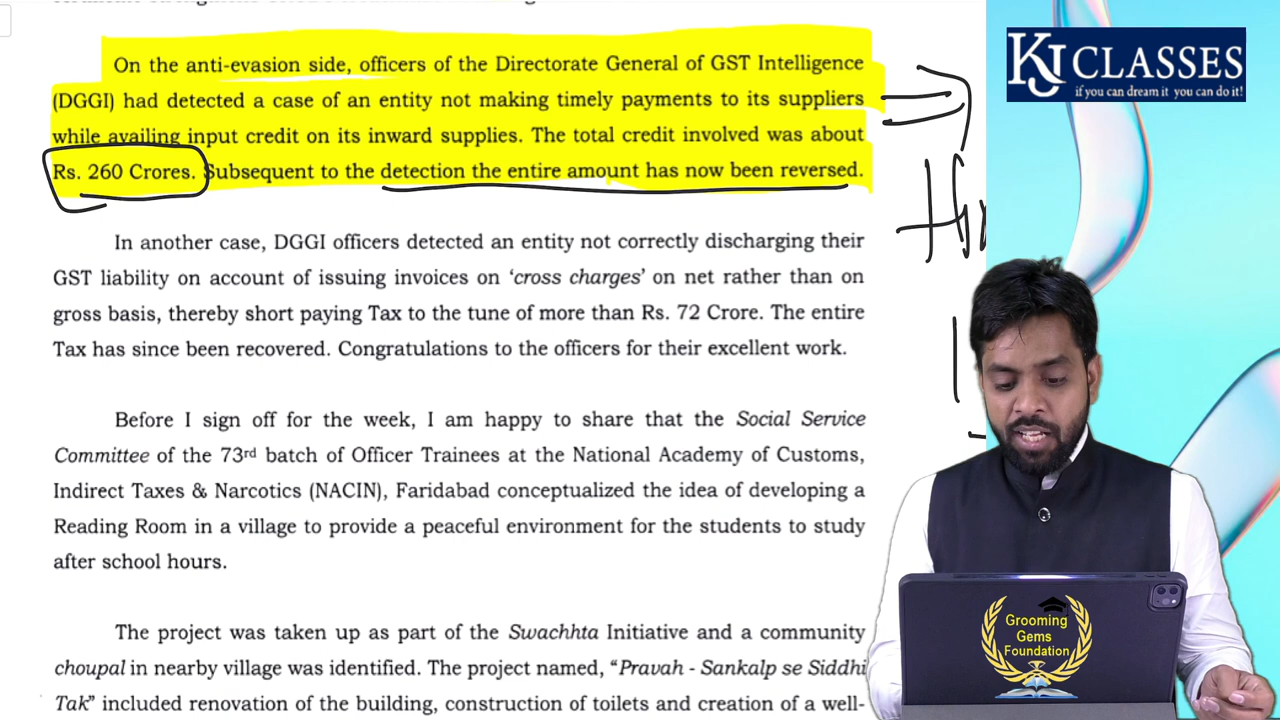 On the anti-evasion side, officers of the Directorate General of GST Intelligence
(DGGI) had detected a case of an entity not making timely payments to its suppliers
while availing input credit on its inward supplies. The total credit involved was about
Rs. 260 Crores. Subsequent to the detection the entire amount has now been reversed.
In another case, DGGI officers detected an entity not correctly discharging their
GST liability on account of issuing invoices on ‘cross charges’ on net rather than on
gross basis, thereby short paying Tax to the tune of more than Rs. 72 Crore. The entire
Tax has since been recovered. Congratulations to the officers for their excellent work.
Before I sign off for the week, I am happy to share that the Social Service
Committee of the 73rd batch of Officer Trainees at the National Academy of Customs,
Indirect Taxes & Narcotics (NACIN), Faridabad conceptualized the idea of developing a
Reading Room in a village to provide a peaceful environment for the students to study
after school hours.
The project was taken up as part of the Swachhta Initiative and a community
choupal in nearby village was identified. The project named, “Pravah - Sankalp se Siddhi
Tak” included renovation of the building, construction of toilets and creation of a well-
KJ CLASSES
if you can dream it you can do it!
Grooming
Gems
Foundation